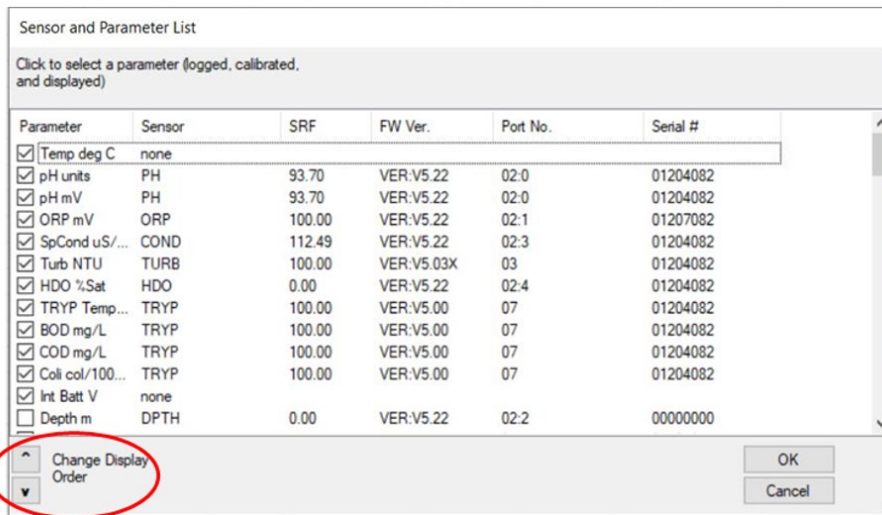 Sensor and Parameter List
Click to select a parameter (logged, calibrated,
and displayed)
Parameter Sensor SRF FW Ver. Port No. Serial #
Temp deg C none
pH units PH 93.70 VER:V5.22 02:0 01204082
pH mV PH 93.70 VER:V5.22 02:0 01204082
ORP mV ORP 100.00 VER:V5.22 02:1 01207082
SpCond uS/... COND 112.49 VER:V5.22 02:3 01204082
Turb NTU TURB 100.00 VER:V5.03X 03 01204082
HDO %Sat HDO 0.00 VER:V5.22 02:4 01204082
TRYP Temp... TRYP 100.00 VER:V5.00 07 01204082
BOD mg/L TRYP 100.00 VER:V5.00 07 01204082
COD mg/L TRYP 100.00 VER:V5.00 07 01204082
Coli col/100... TRYP 100.00 VER:V5.00 07 01204082
Int Batt V none
Depth m DPTH 0.00 VER:V5.22 02:2 00000000
Change Display
Order
OK
Cancel